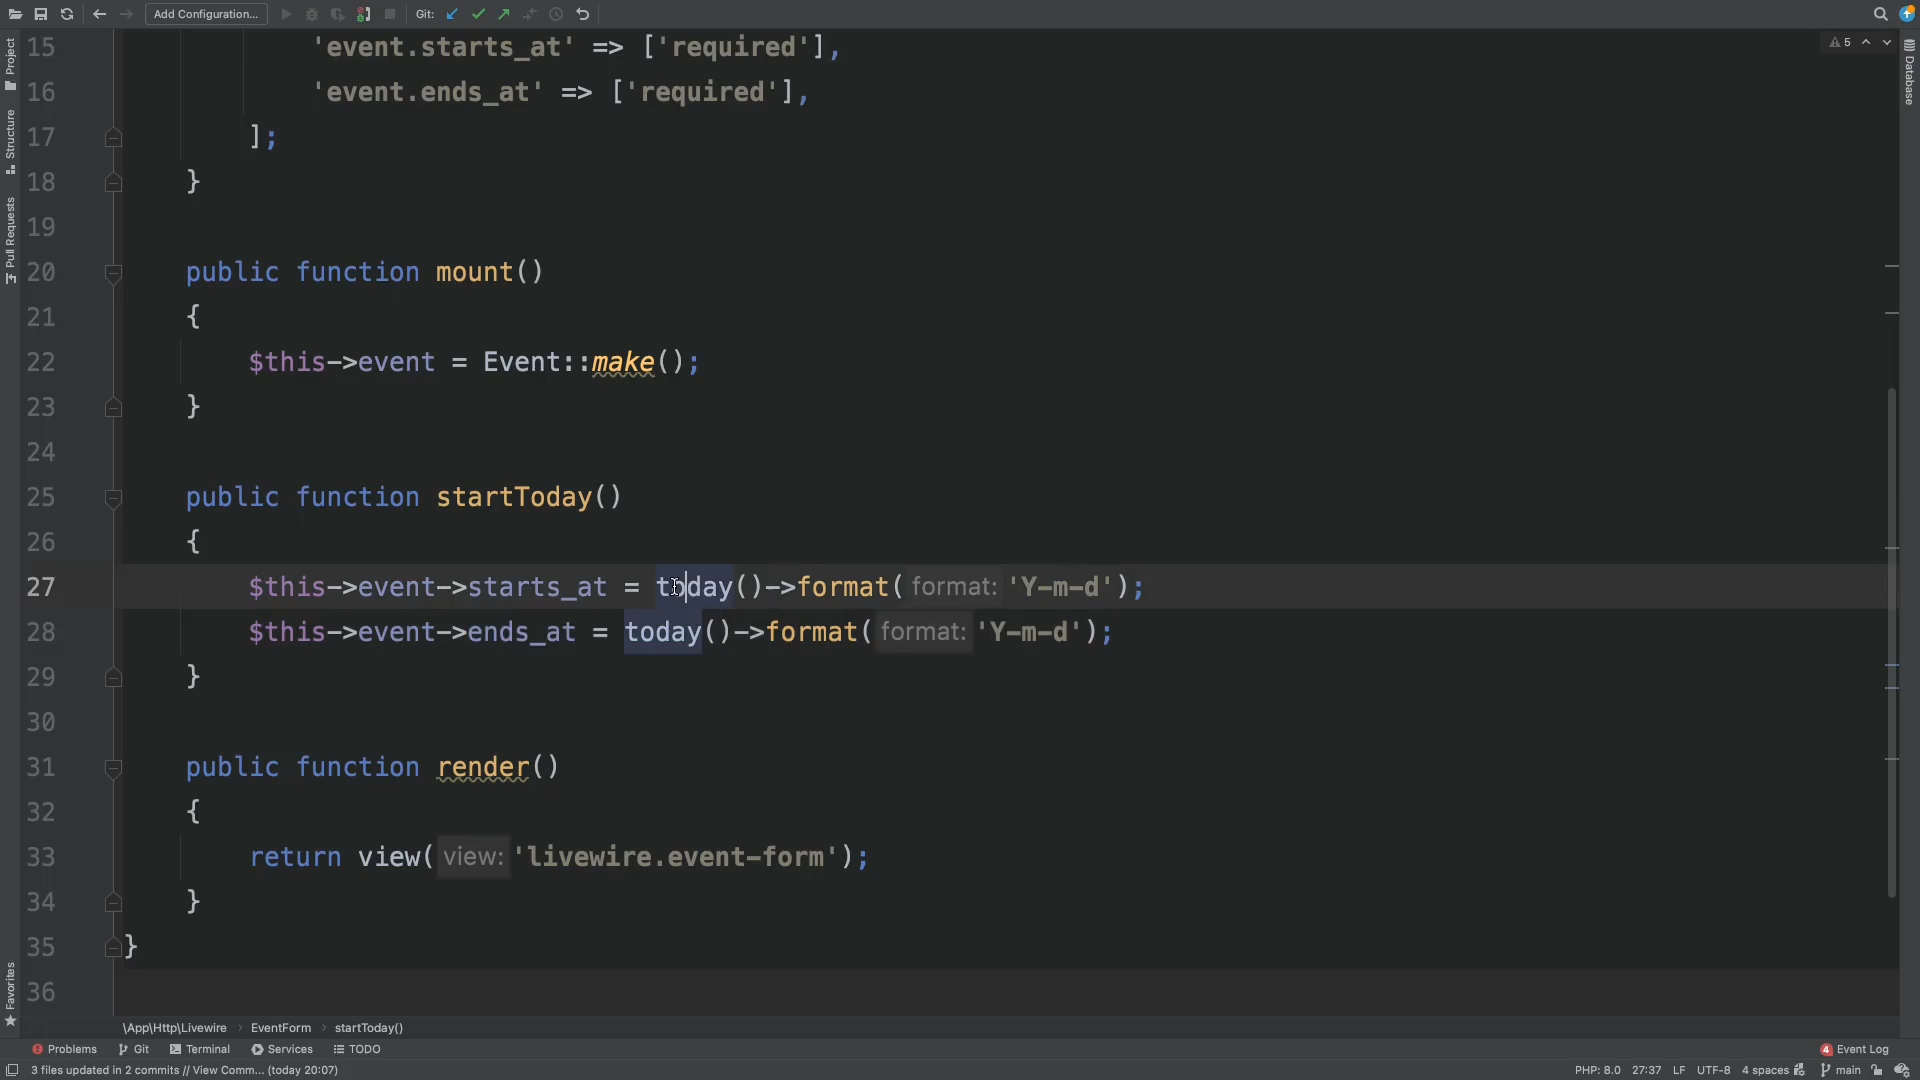 Add Configuration...
Git:
Project
Structure
Pull Requests
Favorites
Database
5
15 'event.starts_at' => ['required'],
16 'event.ends_at' => ['required'],
17 ];
18 }
19
20 public function mount()
21 {
22 $this->event = Event::make();
23 }
24
25 public function startToday()
26 {
27 $this->event->starts_at = today()->format( format: 'Y-m-d');
28 $this->event->ends_at = today()->format( format: 'Y-m-d');
29 }
30
31 public function render()
32 {
33 return view( view: 'livewire.event-form');
34 }
35 }
36
\App\Http\Livewire › EventForm › startToday()
Problems Git Terminal Services TODO 4 Event Log
3 files updated in 2 commits // View Comm... (today 20:07) PHP: 8.0 27:37 LF UTF-8 4 spaces main